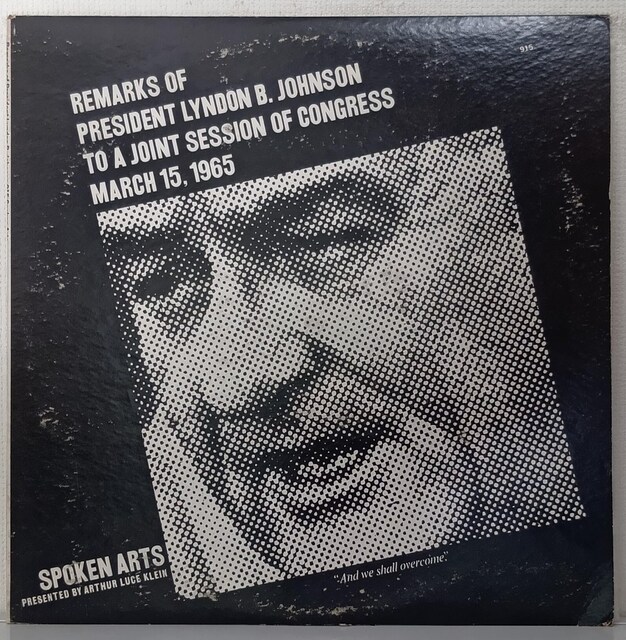 915
REMARKS OF
PRESIDENT LYNDON B. JOHNSON
TO A JOINT SESSION OF CONGRESS
MARCH 15, 1965
SPOKEN ARTS
PRESENTED BY ARTHUR LUCE KLEIN
"And we shall overcome".